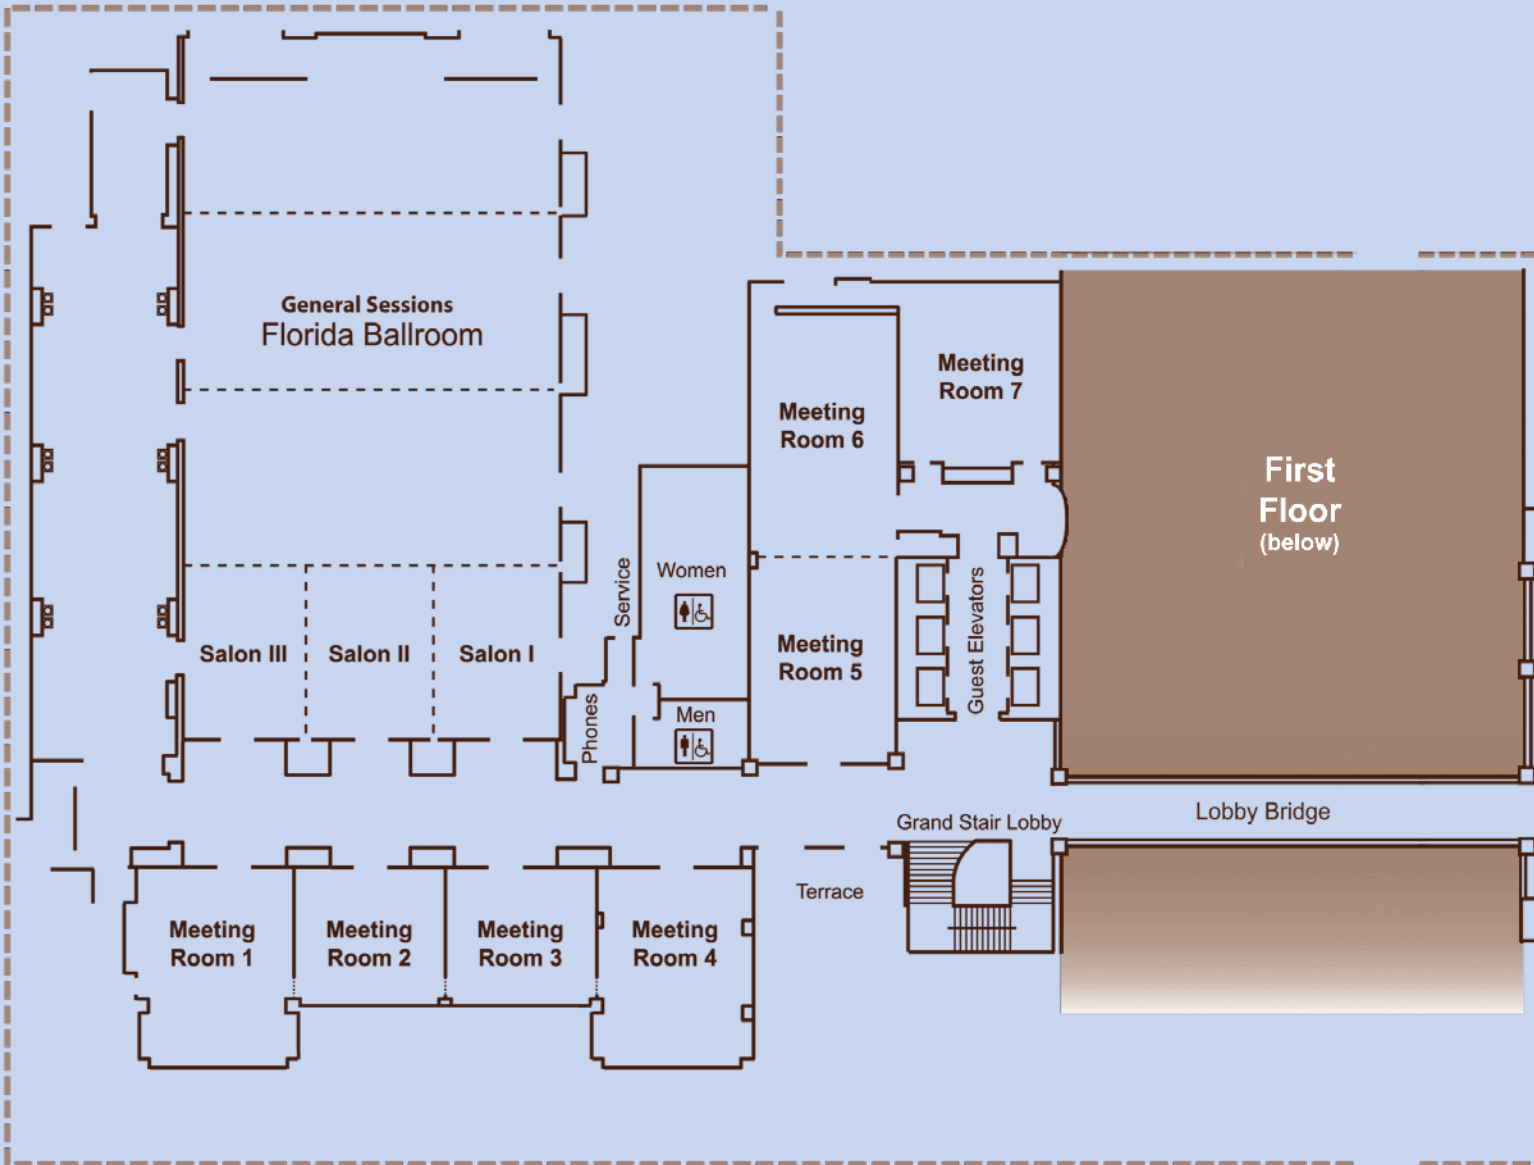 General Sessions
Florida Ballroom
Meeting
Room 7
Meeting
Room 6
First
Floor
(below)
Service
Women
Guest Elevators
Salon III
Salon II
Salon I
Meeting
Room 5
Phones
Men
Grand Stair Lobby
Lobby Bridge
Terrace
Meeting
Room 1
Meeting
Room 2
Meeting
Room 3
Meeting
Room 4